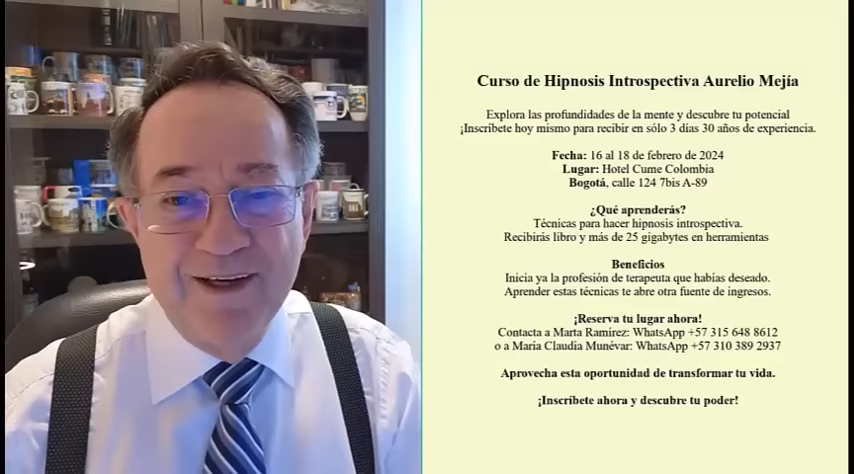 Curso de Hipnosis Introspectiva Aurelio Mejía
Explora las profundidades de la mente y descubre tu potencial
¡Inscríbete hoy mismo para recibir en sólo 3 días 30 años de experiencia.
Fecha: 16 al 18 de febrero de 2024
Lugar: Hotel Cume Colombia
Bogotá, calle 124 7bis A-89
¿Qué aprenderás?
Técnicas para hacer hipnosis introspectiva.
Recibirás libro y más de 25 gigabytes en herramientas
Beneficios
Inicia ya la profesión de terapeuta que habías deseado.
Aprender estas técnicas te abre otra fuente de ingresos.
¡Reserva tu lugar ahora!
Contacta a Marta Ramírez: WhatsApp +57 315 648 8612
o a María Claudia Munévar: WhatsApp +57 310 389 2937
Aprovecha esta oportunidad de transformar tu vida.
¡Inscríbete ahora y descubre tu poder!